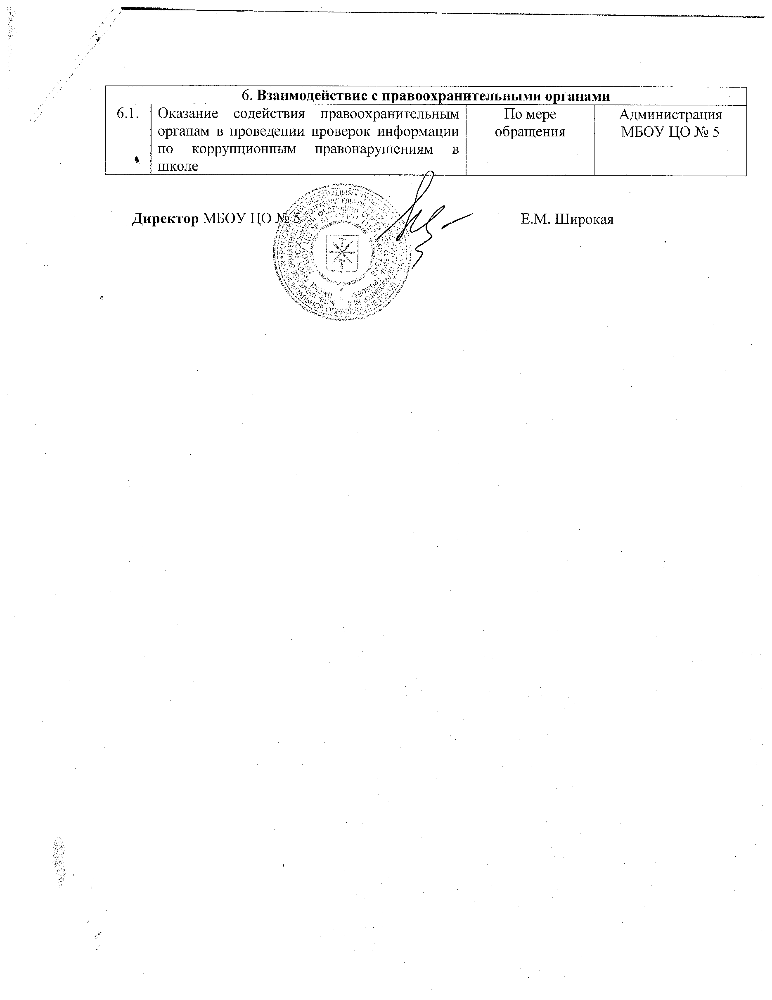 6. Взаимодействие с правоохранительными органами
6.1.
Оказание содействия правоохранительным
органам в проведении проверок информации
по коррупционным правонарушениям в
школе
По мере
обращения
Администрация
МБОУ ЦО № 5
Директор МБОУ ЦО № 5
Е.М. Широкая